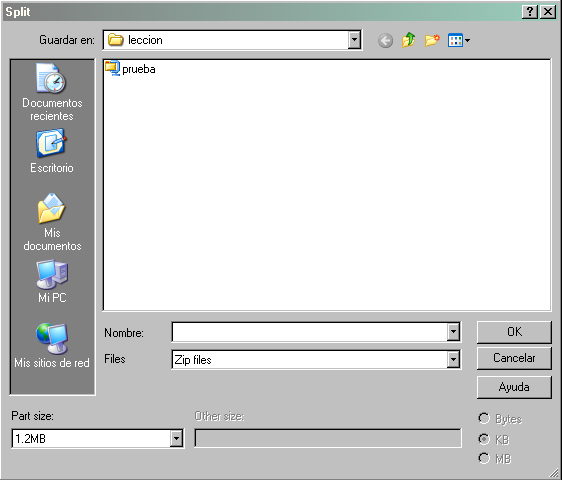 Split
Guardar en:
leccion
Documentos
recientes
Escritorio
Mis
documentos
Mi PC
Mis sitios de red
prueba
Nombre:
OK
Files
Zip files
Cancelar
Ayuda
Part size:
Other size:
Bytes
1.2MB
KB
MB